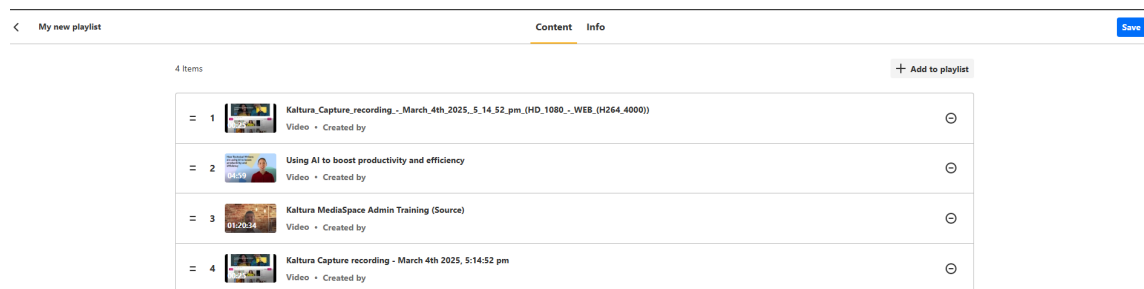 My new playlist
Content Info
Save
4 Items
+ Add to playlist
1
Kaltura_Capture_recording_-_March_4th_2025,_5_14_52_pm_(HD_1080_-_WEB_(H264_4000))
Video • Created by
2
04:59
Using AI to boost productivity and efficiency
Video • Created by
3
01:20:34
Kaltura MediaSpace Admin Training (Source)
Video • Created by
4
Kaltura Capture recording - March 4th 2025, 5:14:52 pm
Video • Created by